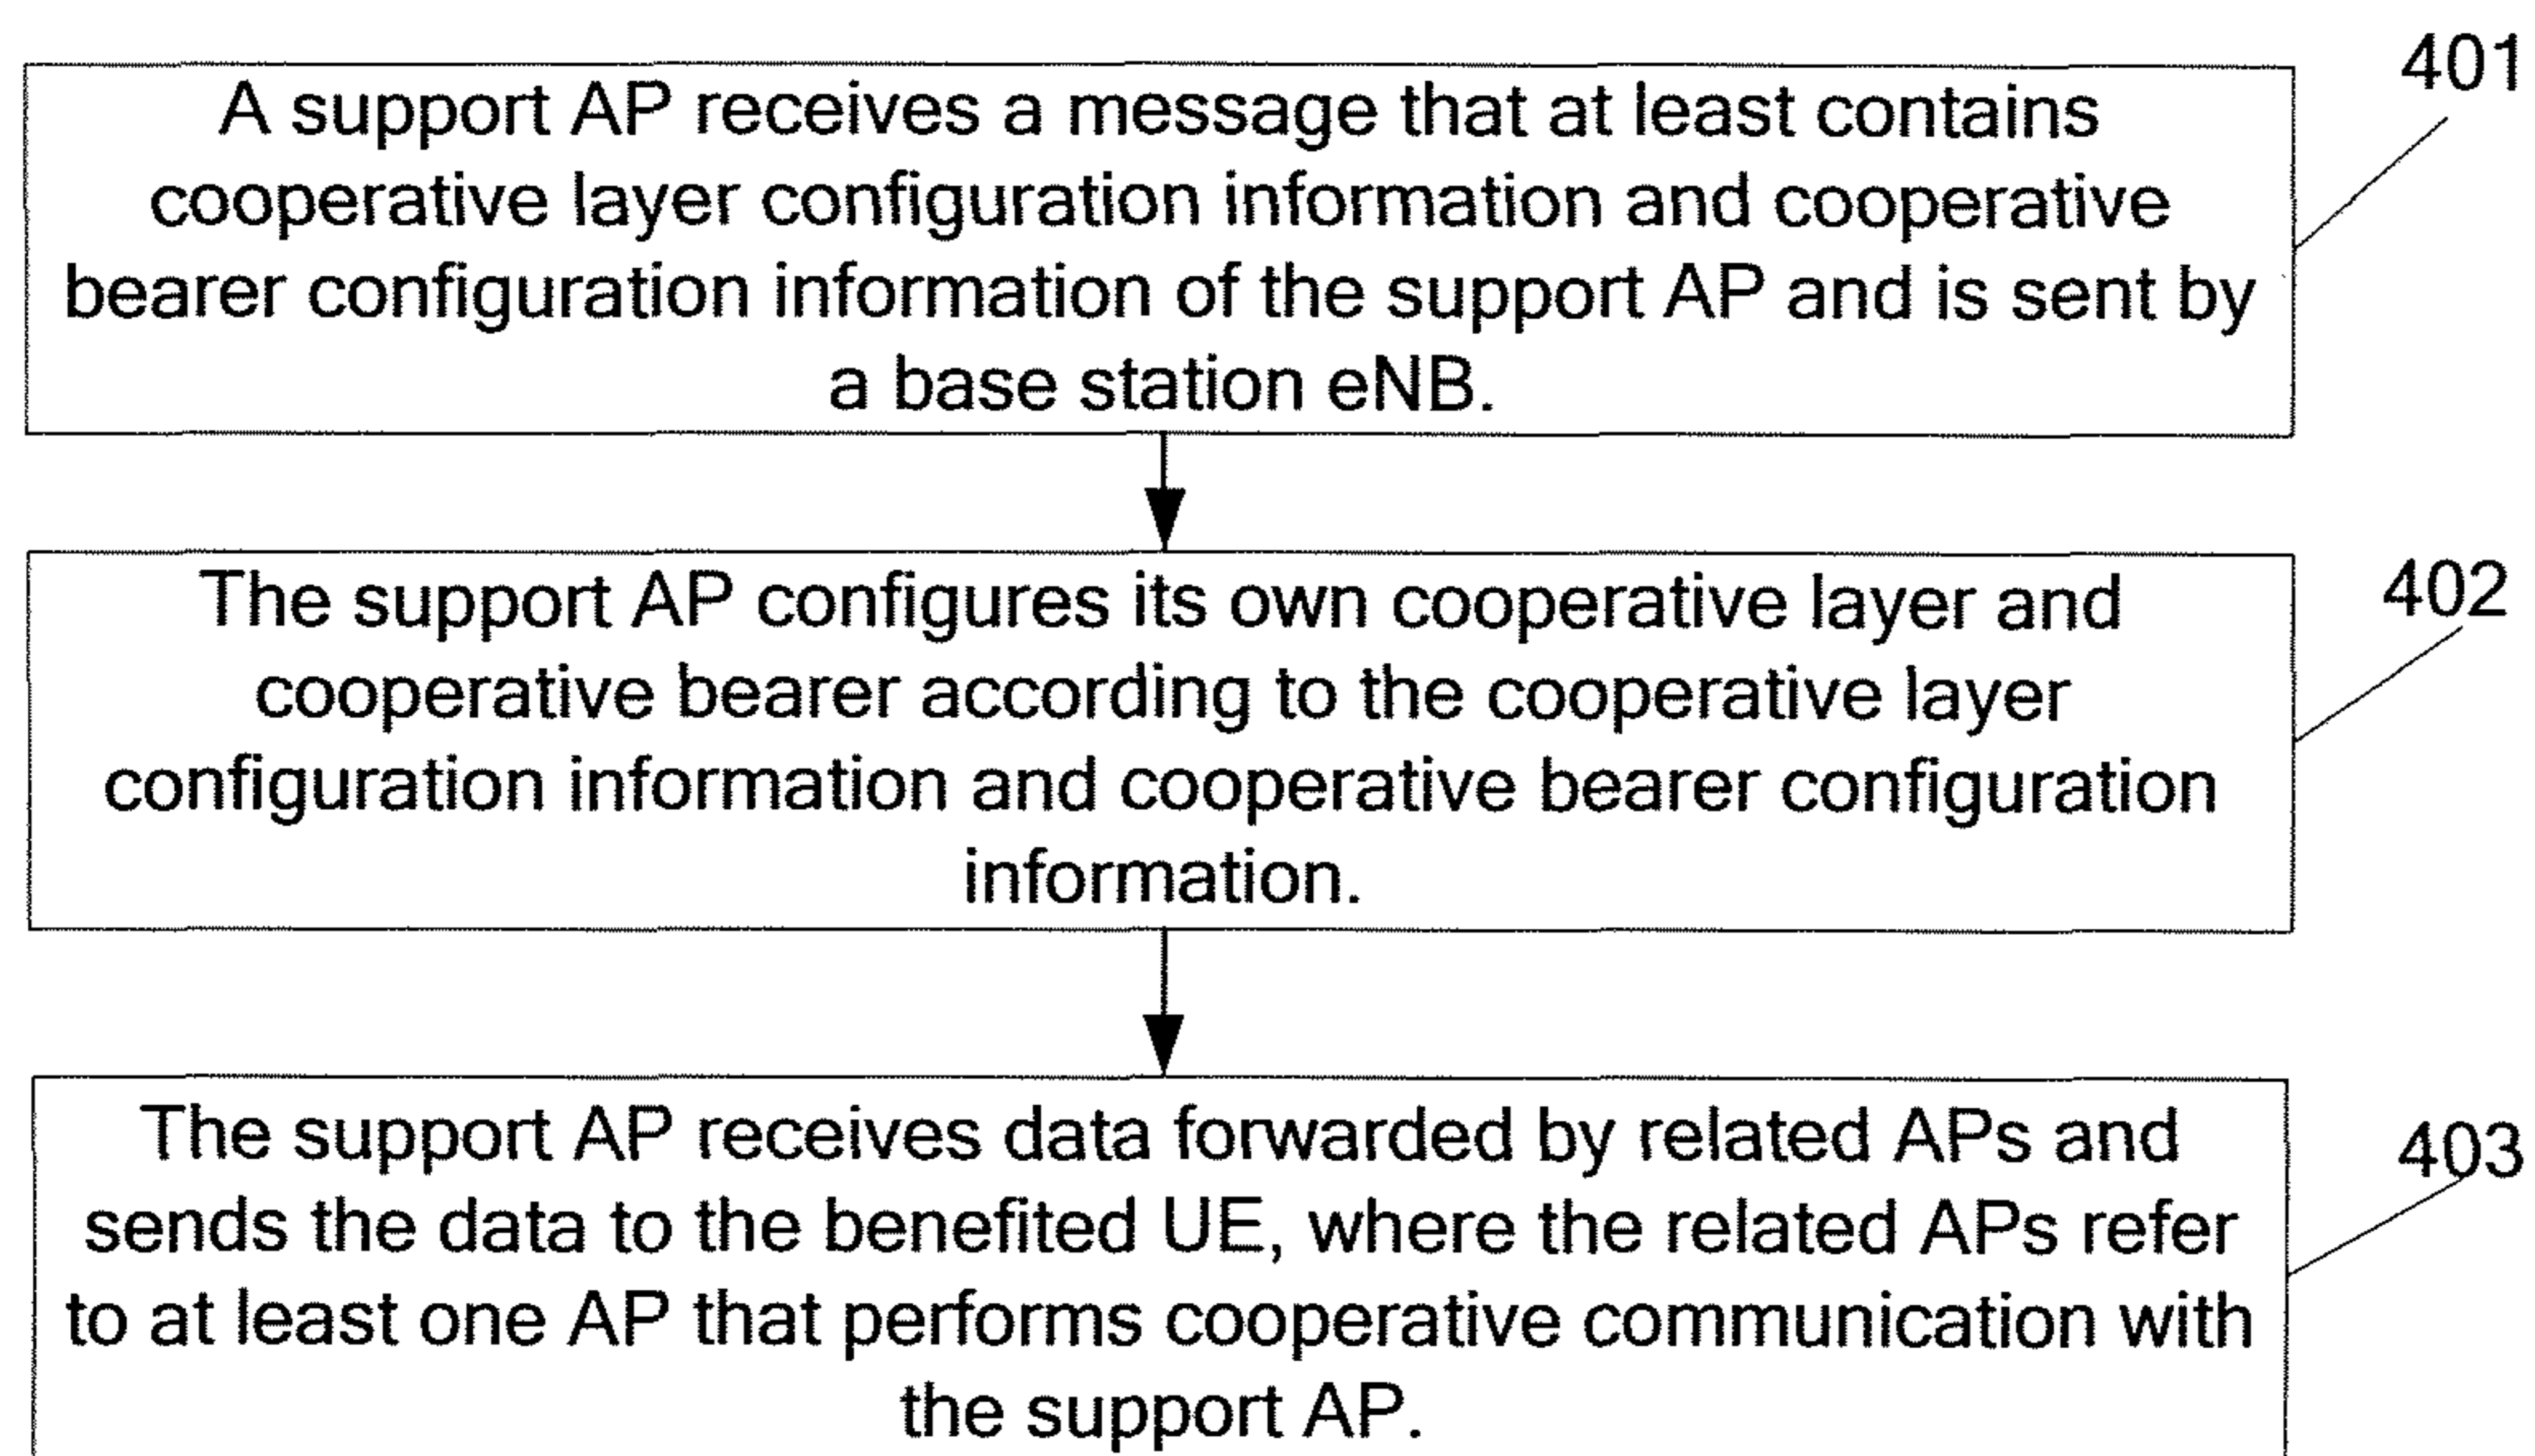 401
A support AP receives a message that at least contains
cooperative layer configuration information and cooperative
bearer configuration information of the support AP and is sent by
a base station eNB.
402
The support AP configures its own cooperative layer and
cooperative bearer according to the cooperative layer
configuration information and cooperative bearer configuration
information.
403
The support AP receives data forwarded by related APs and
sends the data to the benefited UE, where the related APs refer
to at least one AP that performs cooperative communication with
the support AP.